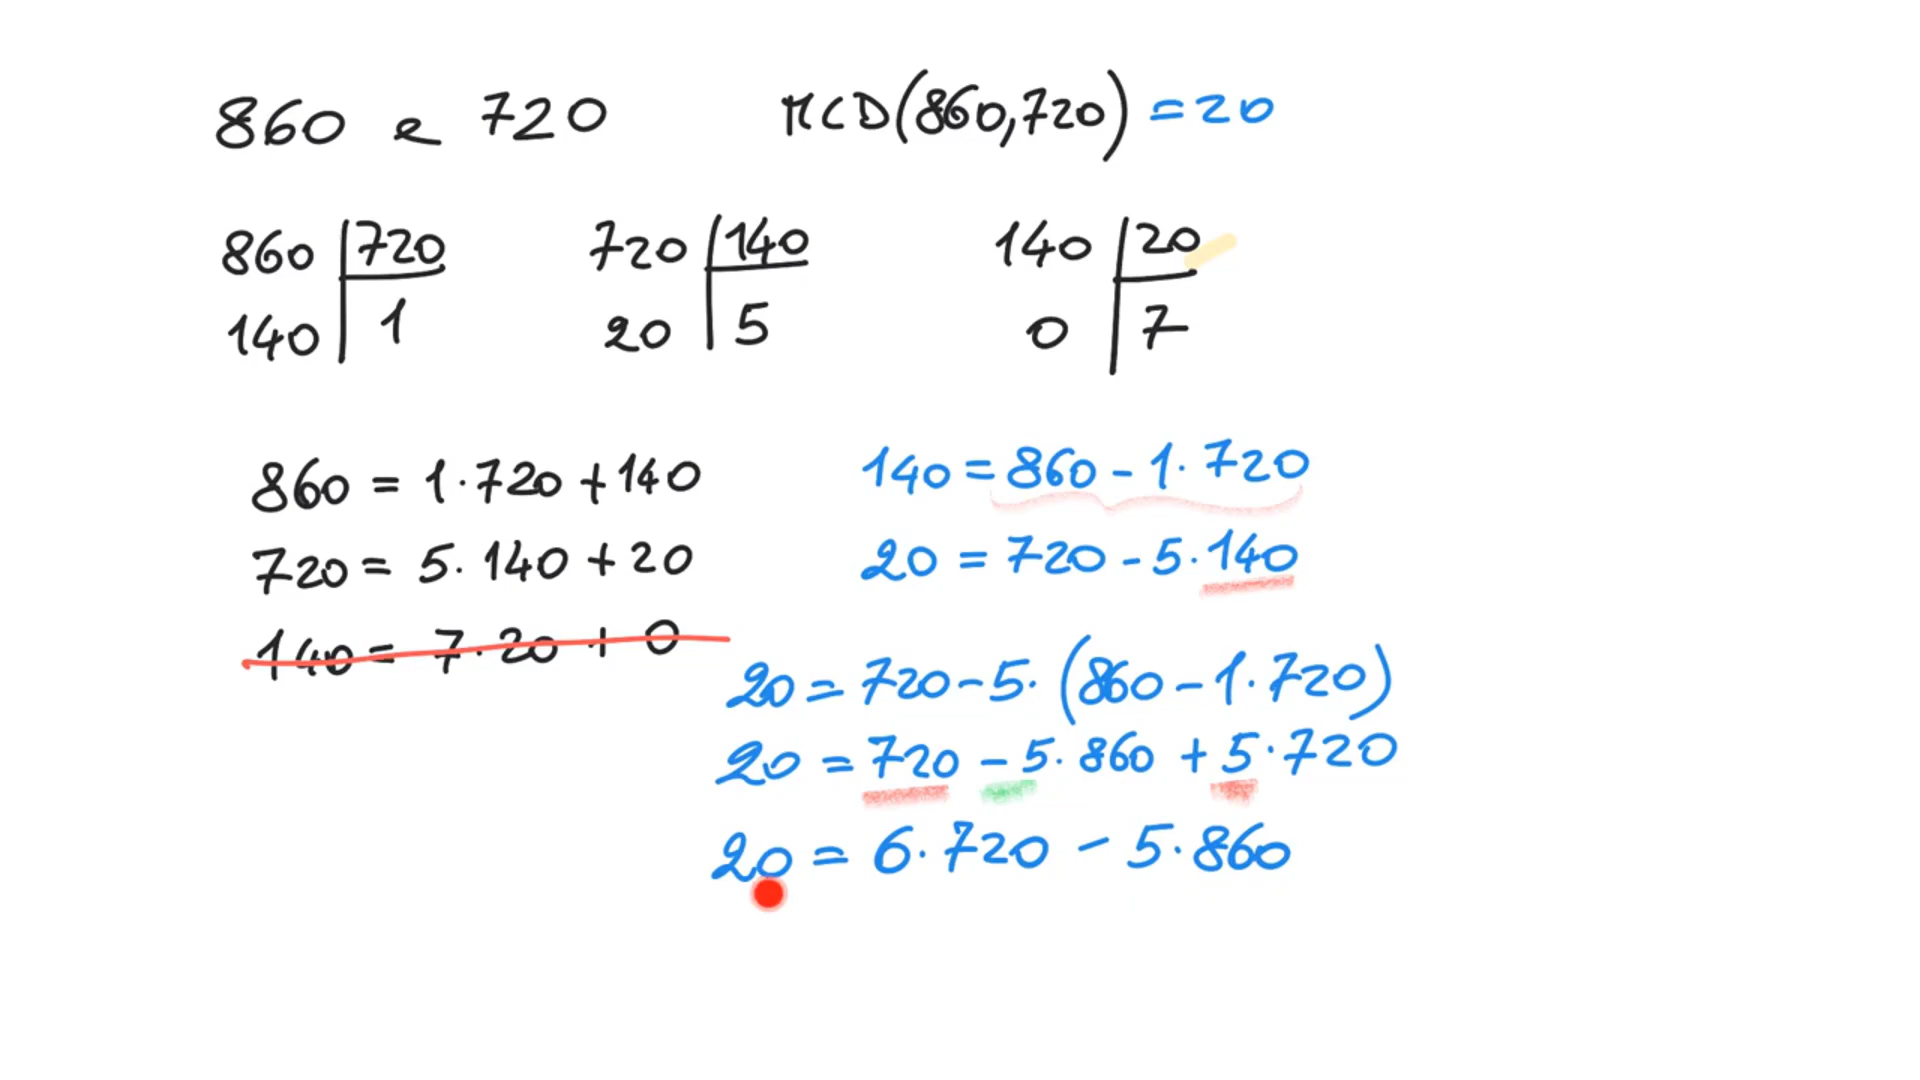 860 e 720
MCD(860,720) = 20
860 | 720
140 | 1
720 | 140
20 | 5
140 | 20
0 | 7
860 = 1·720 + 140
720 = 5·140 + 20
140 = 7·20 + 0
140 = 860 - 1·720
20 = 720 - 5·140
20 = 720 - 5·(860 - 1·720)
20 = 720 - 5·860 + 5·720
20 = 6·720 - 5·860